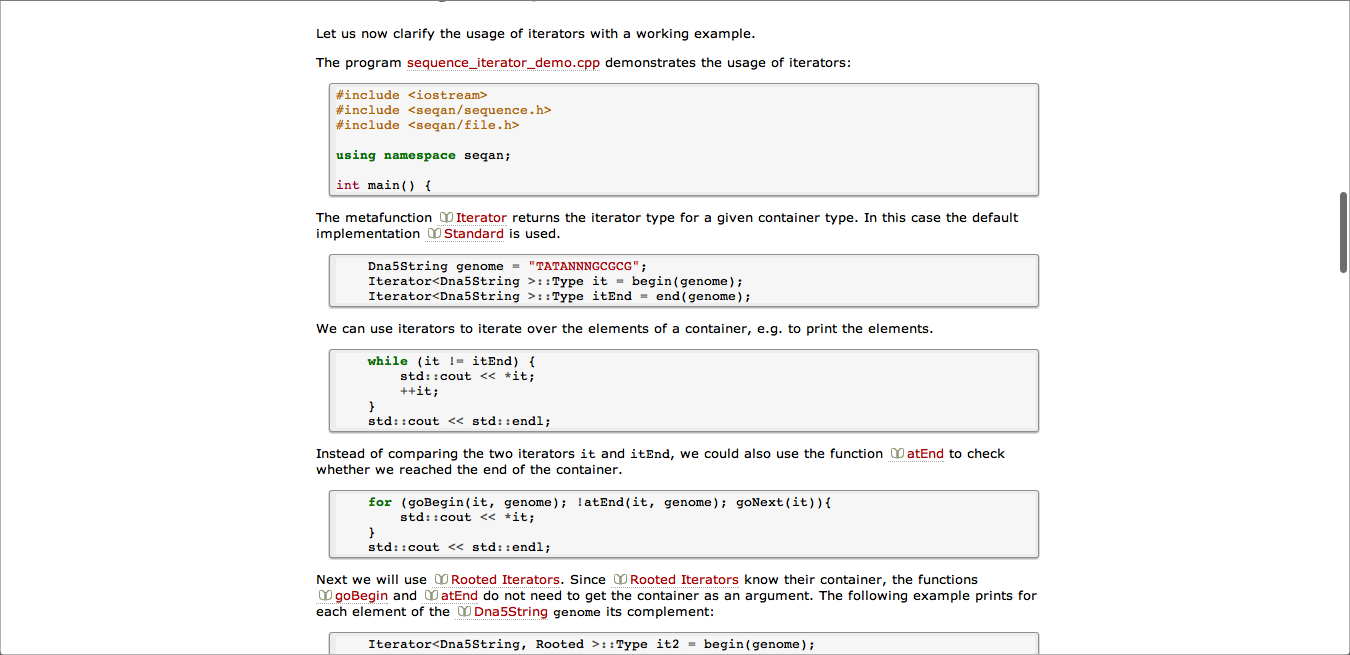 Let us now clarify the usage of iterators with a working example.
The program sequence_iterator_demo.cpp demonstrates the usage of iterators:
#include <iostream>
#include <seqan/sequence.h>
#include <seqan/file.h>
using namespace seqan;
int main() {
The metafunction Iterator returns the iterator type for a given container type. In this case the default
implementation Standard is used.
Dna5String genome = "TATANNNGCGCG";
Iterator<Dna5String >::Type it = begin(genome);
Iterator<Dna5String >::Type itEnd = end(genome);
We can use iterators to iterate over the elements of a container, e.g. to print the elements.
while (it != itEnd) {
std::cout << *it;
++it;
}
std::cout << std::endl;
Instead of comparing the two iterators it and itEnd, we could also use the function atEnd to check
whether we reached the end of the container.
for (goBegin(it, genome); !atEnd(it, genome); goNext(it)){
std::cout << *it;
}
std::cout << std::endl;
Next we will use Rooted Iterators. Since Rooted Iterators know their container, the functions
goBegin and atEnd do not need to get the container as an argument. The following example prints for
each element of the Dna5String genome its complement:
Iterator<Dna5String, Rooted >::Type it2 = begin(genome);